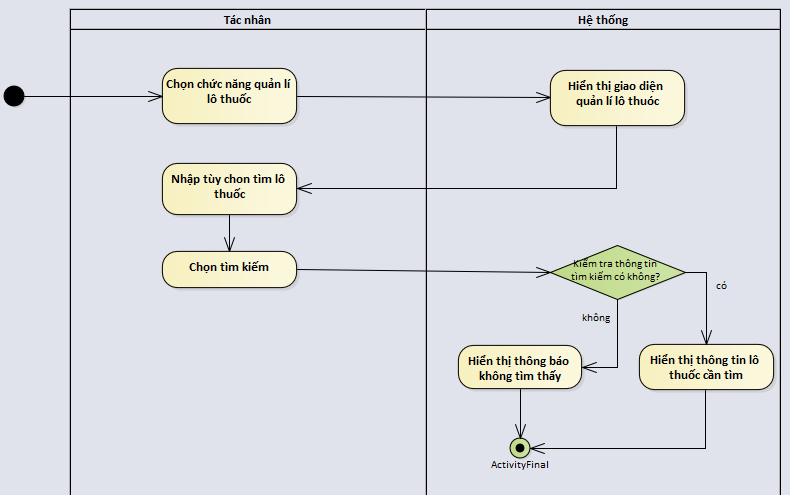 Tác nhân
Hệ thống
Chọn chức năng quản lí
lô thuốc
Hiển thị giao diện
quản lí lô thuóc
Nhập tùy chon tìm lô
thuốc
Chọn tìm kiếm
Kiểm tra thông tin
tìm kiếm có không?
có
không
Hiển thị thông báo
không tìm thấy
Hiển thị thông tin lô
thuốc cần tìm
ActivityFinal